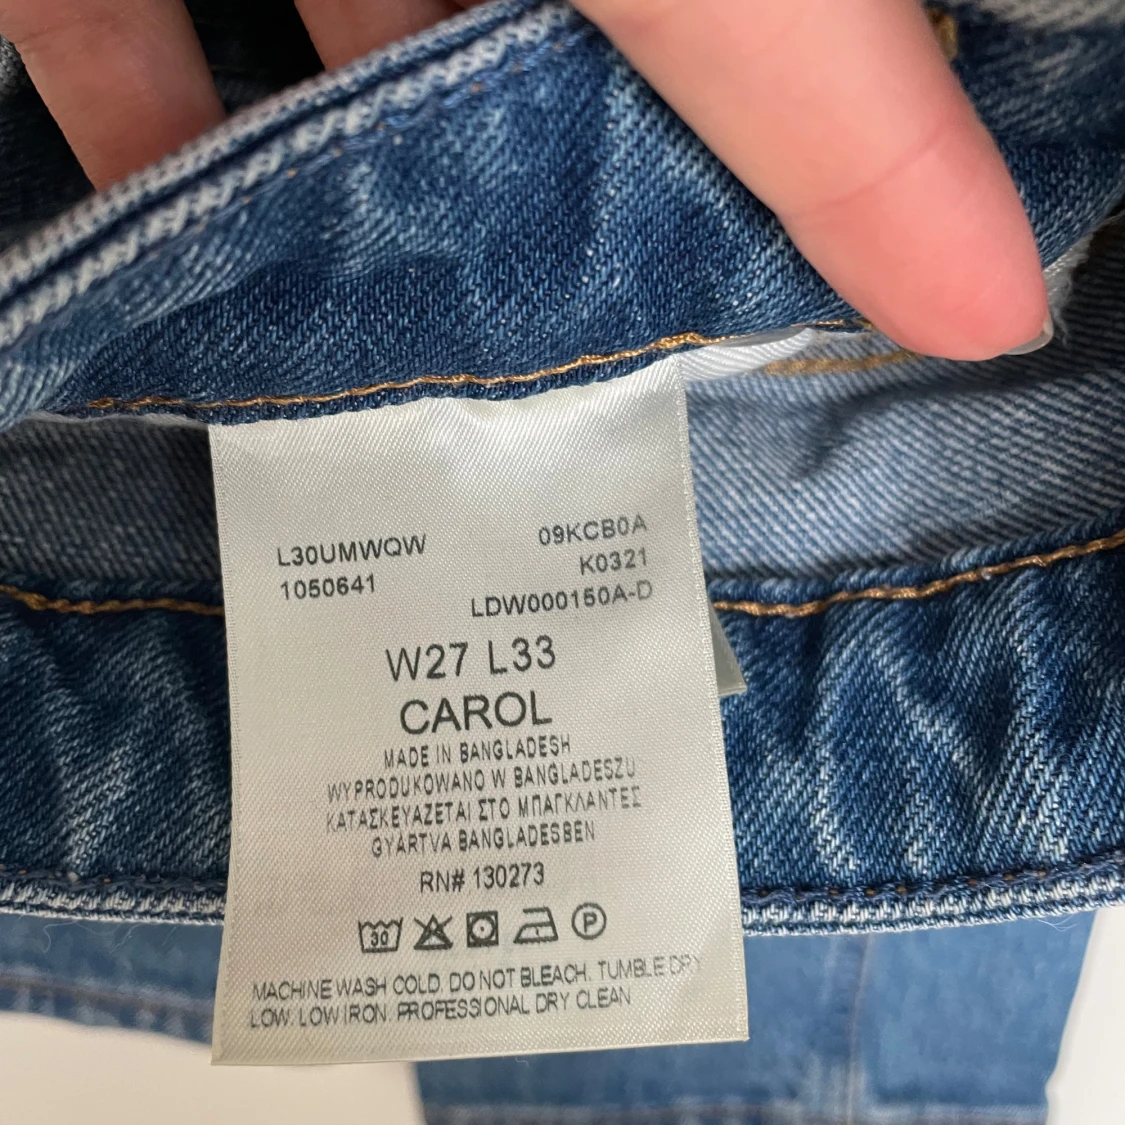 L30UMWQW 09KCB0A
1050641 K0321
LDW000150A-D
W27 L33
CAROL
MADE IN BANGLADESH
WYPRODUKOWANO W BANGLADESZU
ΚΑΤΑΣΚΕΥΑΖΕΤΑΙ ΣΤΟ ΜΠΑΓΚΛΑΝΤΕΣ
GYÁRTVA BANGLADESBEN
RN# 130273
30 P
MACHINE WASH COLD. DO NOT BLEACH. TUMBLE DRY
LOW. LOW IRON. PROFESSIONAL DRY CLEAN